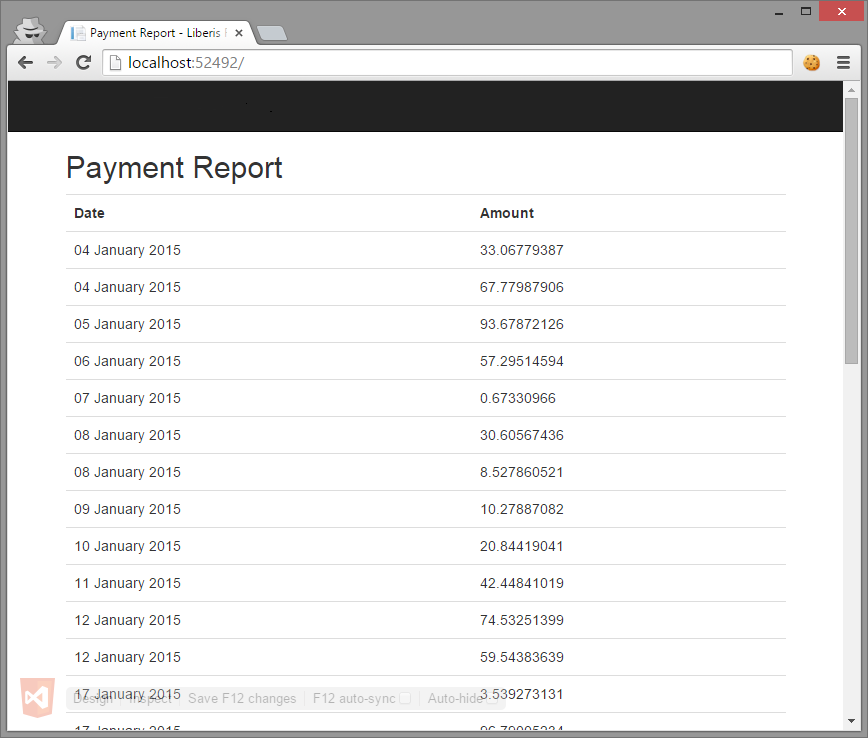 Payment Report - Liberis
localhost:52492/
Payment Report
Date Amount
04 January 2015 33.06779387
04 January 2015 67.77987906
05 January 2015 93.67872126
06 January 2015 57.29514594
07 January 2015 0.67330966
08 January 2015 30.60567436
08 January 2015 8.527860521
09 January 2015 10.27887082
10 January 2015 20.84419041
11 January 2015 42.44841019
12 January 2015 74.53251399
12 January 2015 59.54383639
17 January 2015 3.539273131
Design Inspect Save F12 changes F12 auto-sync Auto-hide
17 January 2015